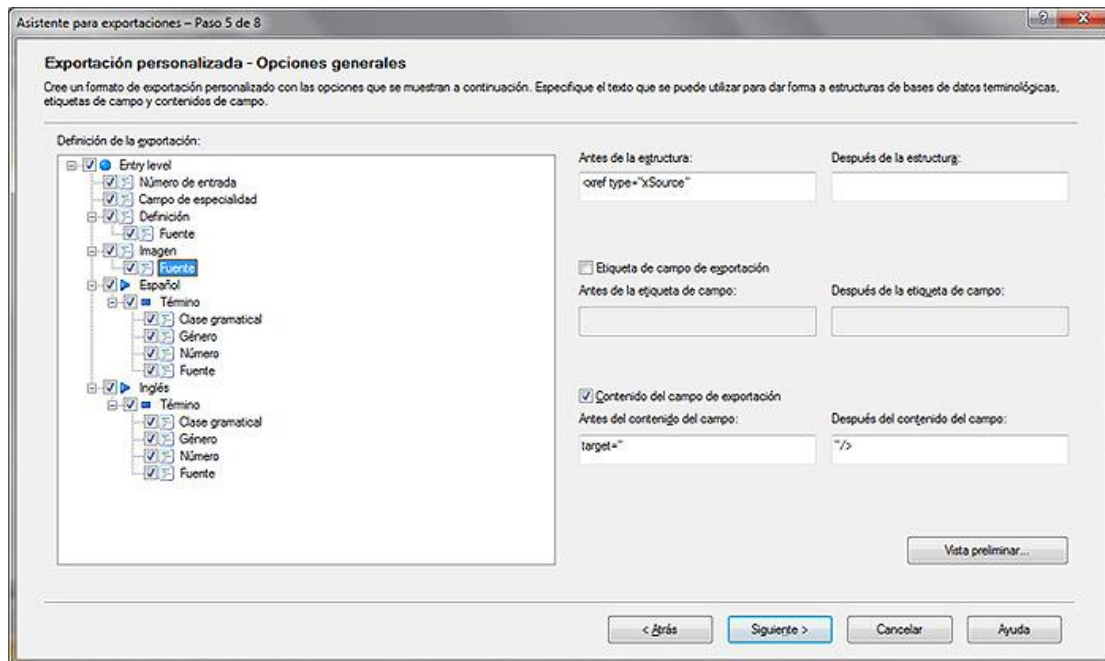 Asistente para exportaciones – Paso 5 de 8
Exportación personalizada - Opciones generales
Cree un formato de exportación personalizado con las opciones que se muestran a continuación. Especifique el texto que se puede utilizar para dar forma a estructuras de bases de datos terminológicas,
etiquetas de campo y contenidos de campo.
Definición de la exportación:
Entry level
Número de entrada
Campo de especialidad
Definición
Fuente
Imagen
Fuente
Español
Término
Clase gramatical
Género
Número
Fuente
Inglés
Término
Clase gramatical
Género
Número
Fuente
Antes de la estructura:
Después de la estructura:
<xref type="xSource"
Etiqueta de campo de exportación
Antes de la etiqueta de campo:
Después de la etiqueta de campo:
Contenido del campo de exportación
Antes del contenido del campo:
Después del contenido del campo:
target="
"/>
Vista preliminar...
< Atrás
Siguiente >
Cancelar
Ayuda